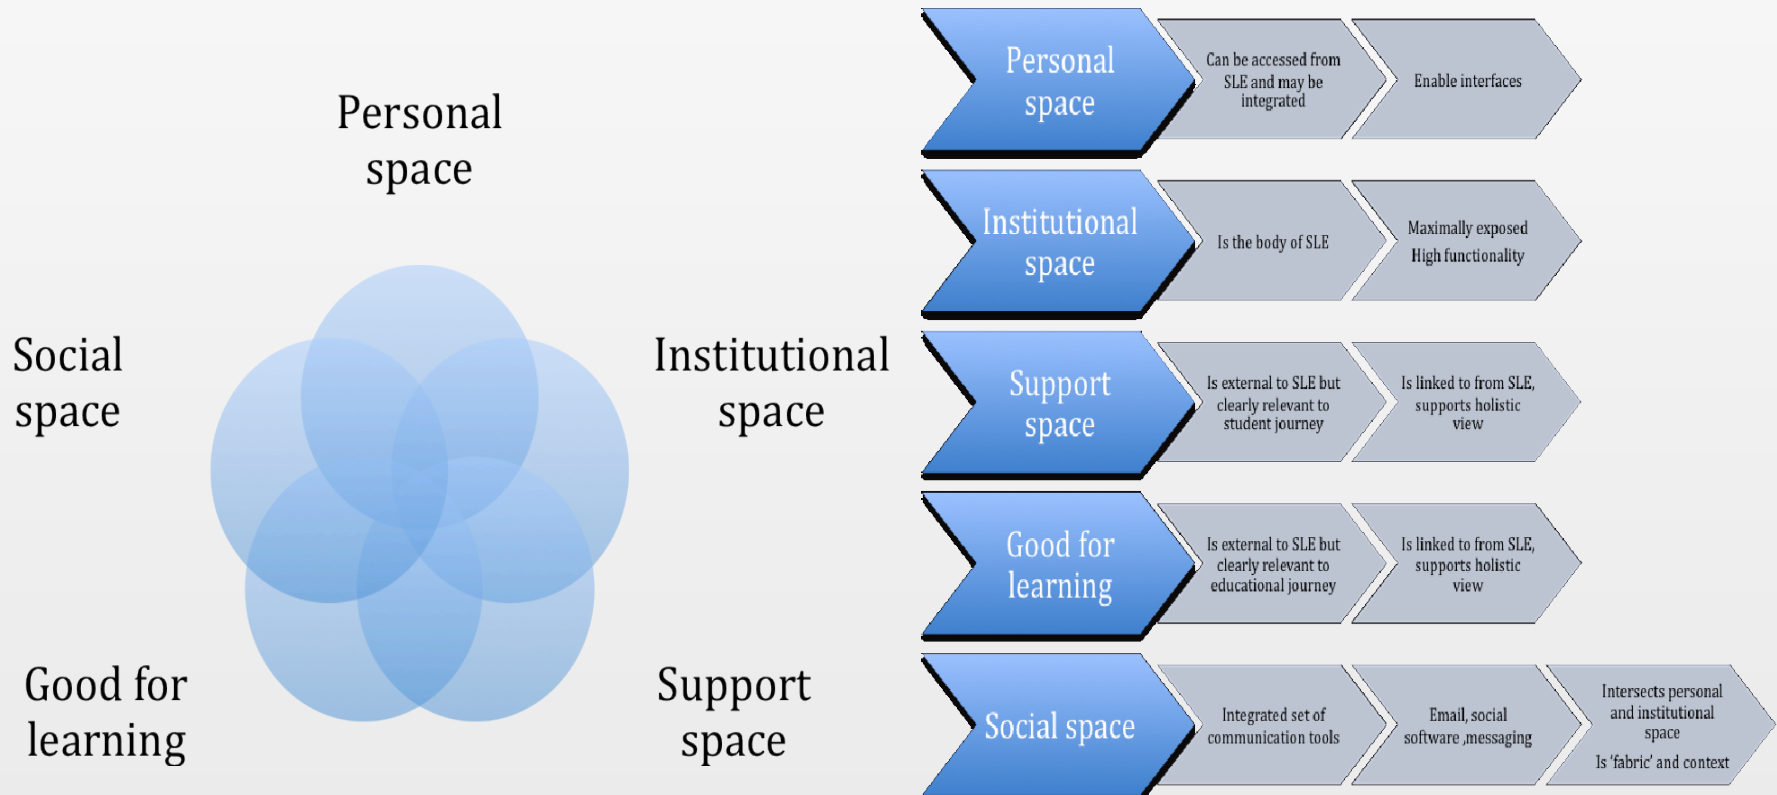 Personal
space
Social
space
Institutional
space
Good for
learning
Support
space
Personal
space
Can be accessed from
SLE and may be
integrated
Enable interfaces
Institutional
space
Is the body of SLE
Maximally exposed
High functionality
Support
space
Is external to SLE but
clearly relevant to
student journey
Is linked to from SLE,
supports holistic
view
Good for
learning
Is external to SLE but
clearly relevant to
educational journey
Is linked to from SLE,
supports holistic
view
Social space
Integrated set of
communication tools
Email, social
software ,messaging
Intersects personal
and institutional
space
Is ‘fabric’ and context